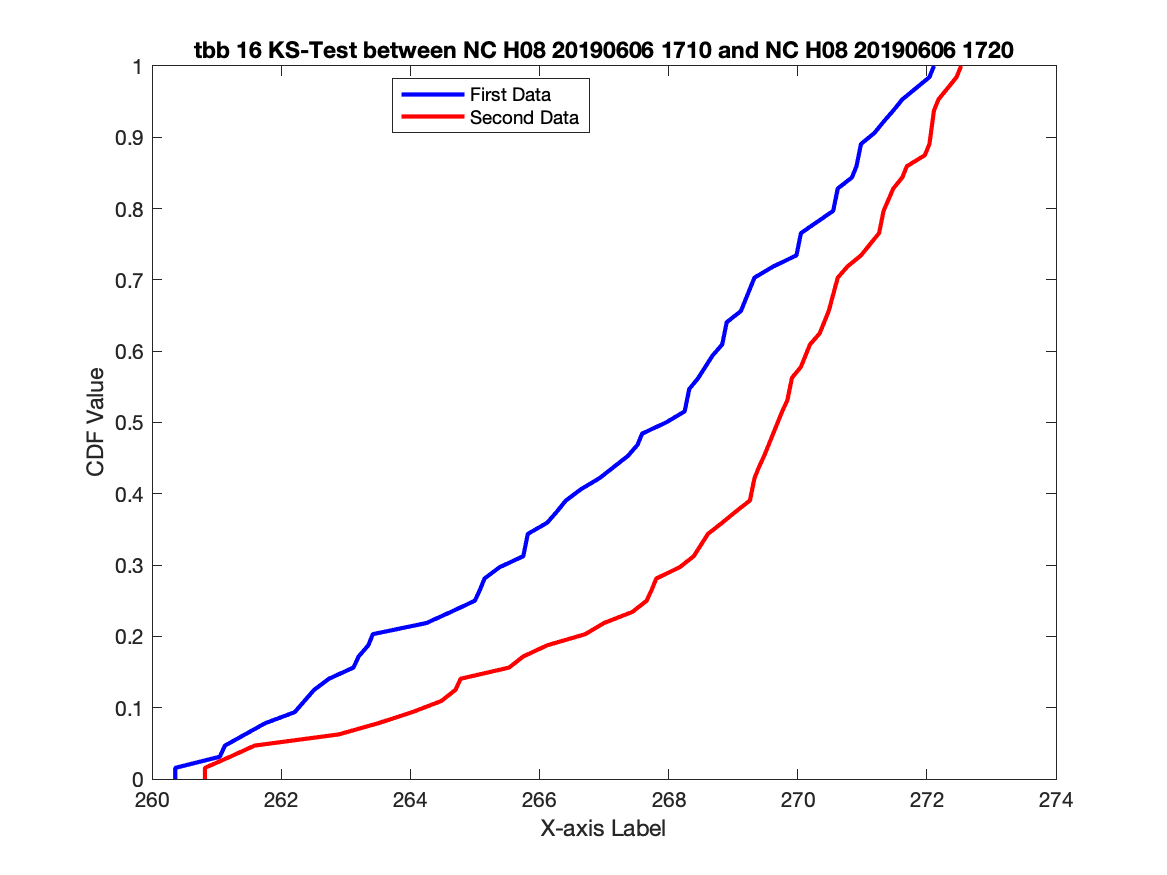 tbb 16 KS-Test between NC H08 20190606 1710 and NC H08 20190606 1720
First Data
Second Data
1
0.9
0.8
0.7
0.6
0.5
0.4
0.3
0.2
0.1
0
CDF Value
260 262 264 266 268 270 272 274
X-axis Label